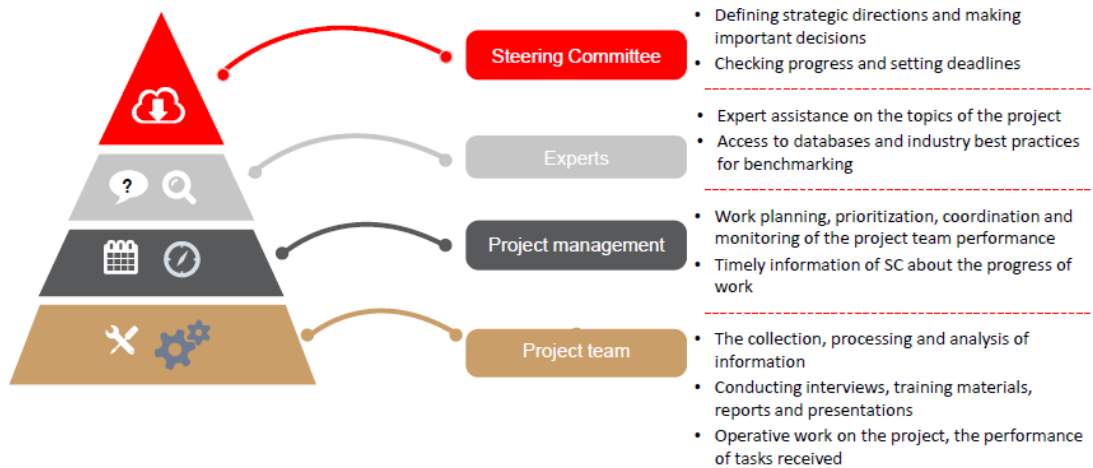 Steering Committee
• Defining strategic directions and making
important decisions
• Checking progress and setting deadlines
?
Experts
• Expert assistance on the topics of the project
• Access to databases and industry best practices
for benchmarking
Project management
• Work planning, prioritization, coordination and
monitoring of the project team performance
• Timely information of SC about the progress of
work
Project team
• The collection, processing and analysis of
information
• Conducting interviews, training materials,
reports and presentations
• Operative work on the project, the performance
of tasks received